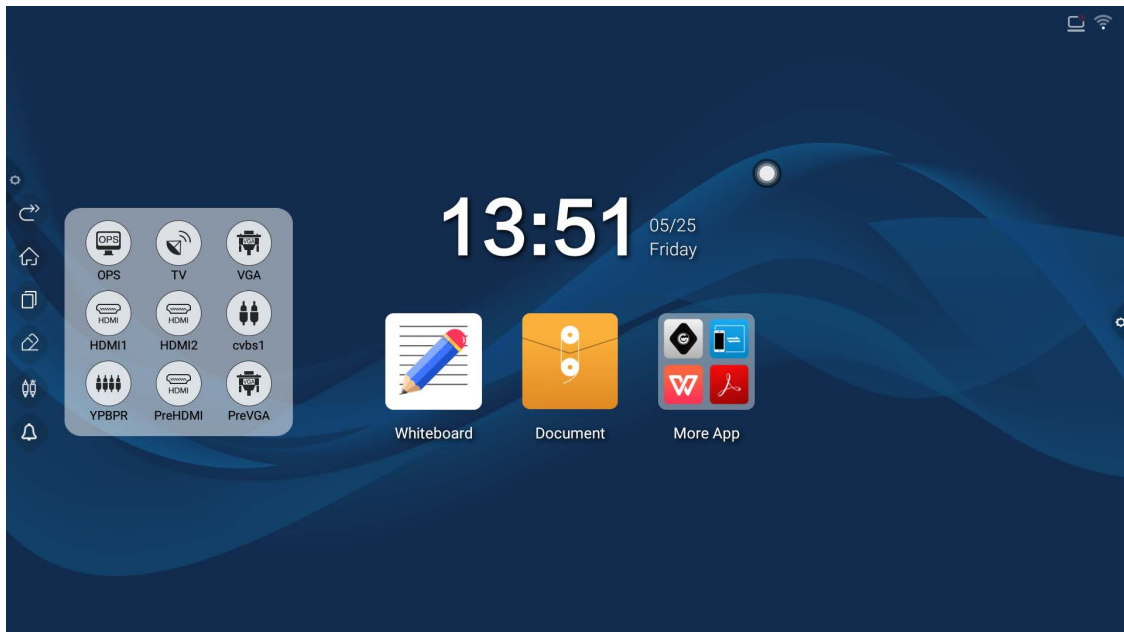 13:51
05/25
Friday
OPS
OPS
TV
VGA
VGA
HDMI
HDMI1
HDMI
HDMI2
cvbs1
YPBPR
HDMI
PreHDMI
VGA
PreVGA
Whiteboard
Document
More App